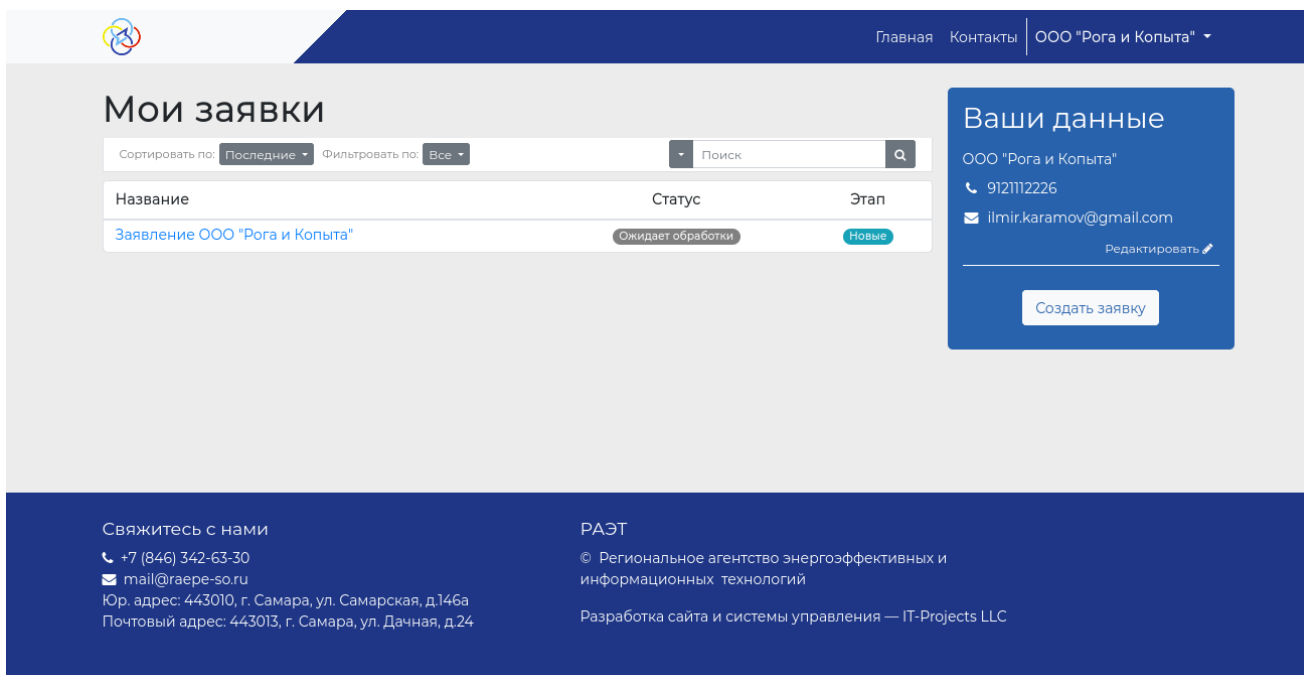 Главная Контакты ООО "Рога и Копыта"
Мои заявки
Сортировать по: Последние Фильтровать по: Все Поиск
Название Статус Этап
Заявление ООО "Рога и Копыта" Ожидает обработки Новые
Ваши данные
ООО "Рога и Копыта"
9121112226
ilmir.karamov@gmail.com
Редактировать
Создать заявку
Свяжитесь с нами
+7 (846) 342-63-30
mail@raepe-so.ru
Юр. адрес: 443010, г. Самара, ул. Самарская, д.146а
Почтовый адрес: 443013, г. Самара, ул. Дачная, д.24
РАЭТ
© Региональное агентство энергоэффективных и
информационных технологий
Разработка сайта и системы управления — IT-Projects LLC